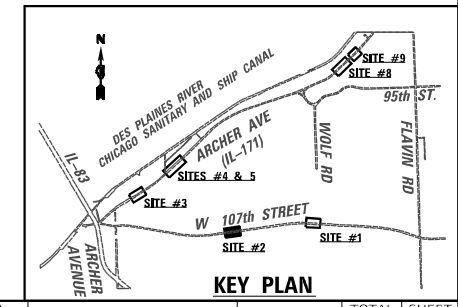 N
SITE #9
SITE #8
DES PLAINES RIVER
CHICAGO SANITARY AND SHIP CANAL
95th ST.
ARCHER AVE
(IL-171)
WOLF RD
FLAVIN RD
IL-83
SITES #4 & 5
SITE #3
W 107th STREET
SITE #1
SITE #2
ARCHER
AVENUE
KEY PLAN
TOTAL
SHEET